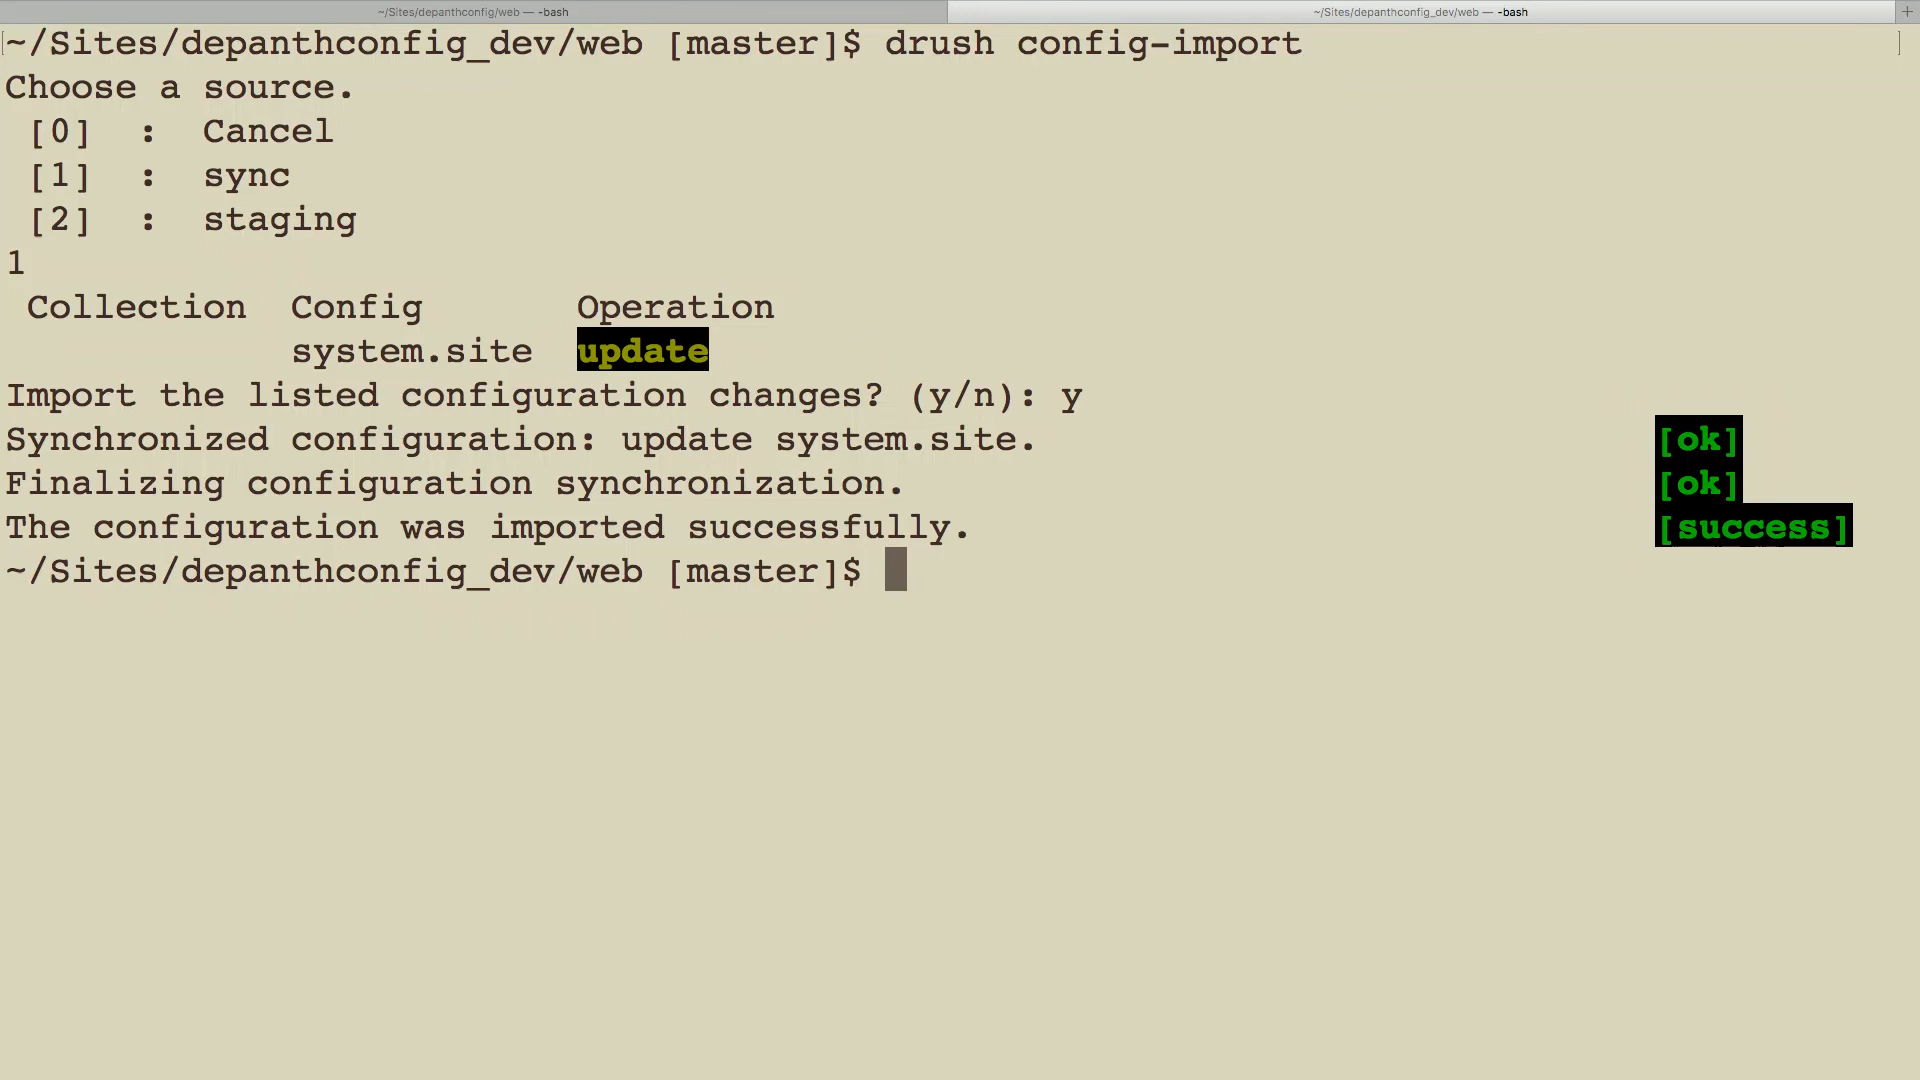 ~/Sites/depanthconfig/web — -bash
~/Sites/depanthconfig_dev/web — -bash
~/Sites/depanthconfig_dev/web [master]$ drush config-import
Choose a source.
[0] : Cancel
[1] : sync
[2] : staging
1
Collection Config Operation
system.site update
Import the listed configuration changes? (y/n): y
Synchronized configuration: update system.site. [ok]
Finalizing configuration synchronization. [ok]
The configuration was imported successfully. [success]
~/Sites/depanthconfig_dev/web [master]$